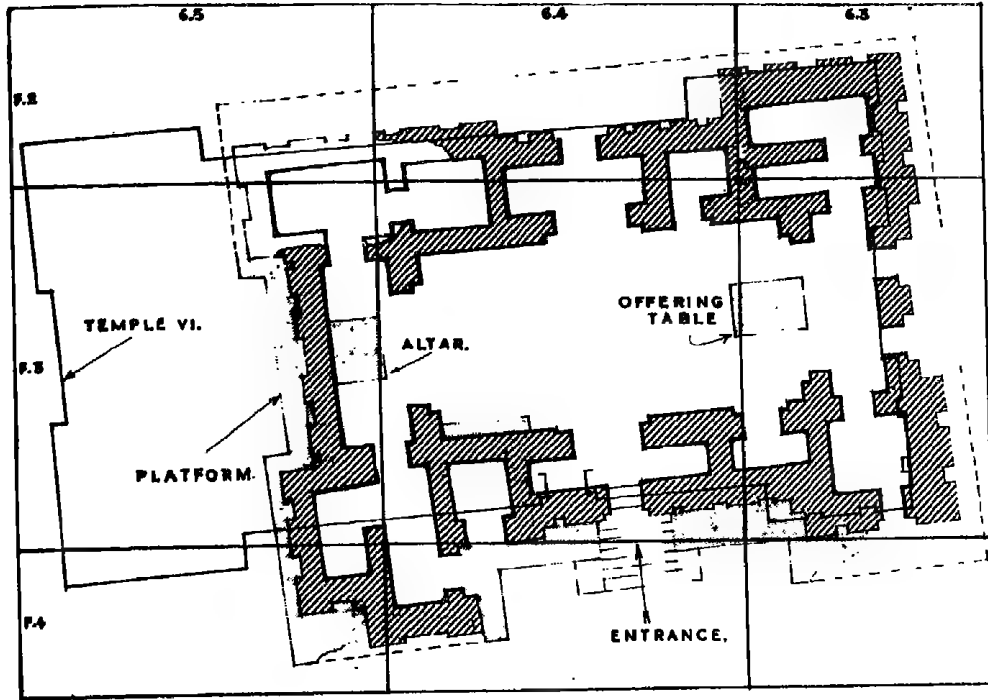 6.5
6.4
6.3
F.2
OFFERING
TABLE
TEMPLE VI.
ALTAR.
F.3
PLATFORM.
F.4
ENTRANCE.